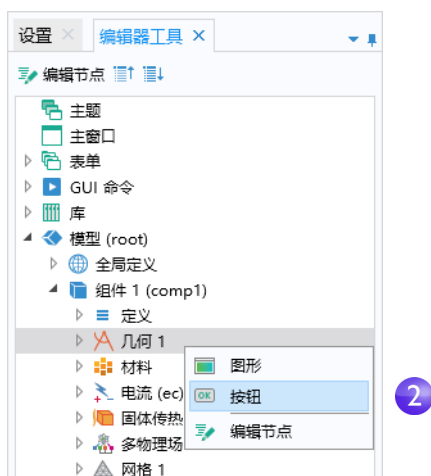 设置 编辑器工具
编辑节点
主题
主窗口
表单
GUI 命令
库
模型 (root)
全局定义
组件 1 (comp1)
定义
几何 1
材料 图形
电流 (ec) OK 按钮 2
固体传热
多物理场 编辑节点
网格 1